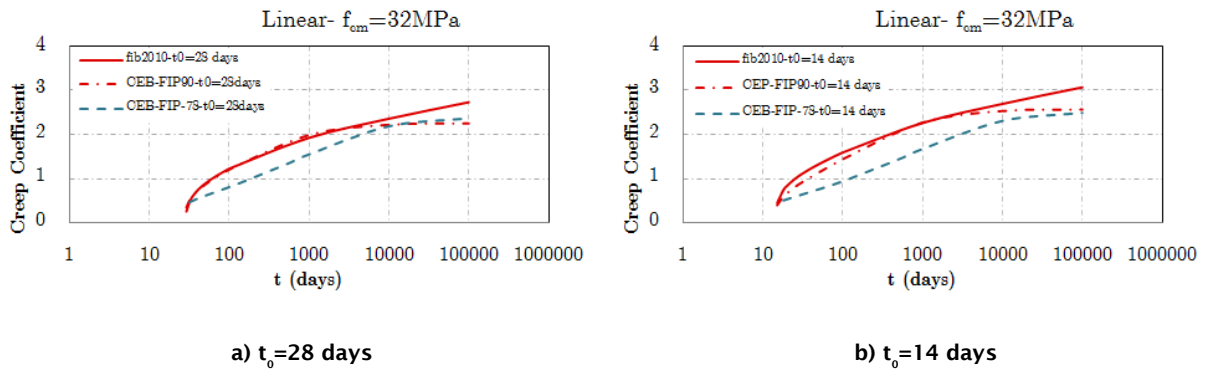 Linear- fcm=32MPa
4
3
2
1
0
Creep Coefficient
fib2010-t0=28 days
CEB-FIP90-t0=28days
CEB-FIP-78-t0=28days
1 10 100 1000 10000 100000 1000000
t (days)
a) t0=28 days
Linear- fcm=32MPa
4
3
2
1
0
Creep Coefficient
fib2010-t0=14 days
CEP-FIP90-t0=14 days
CEB-FIP-78-t0=14 days
1 10 100 1000 10000 100000 1000000
t (days)
b) t0=14 days